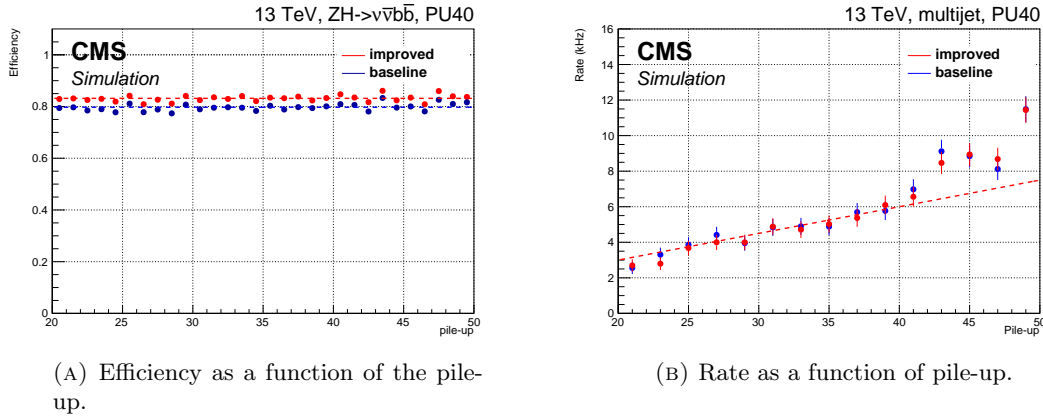 13 TeV, ZH->νν̅bb̅, PU40
Efficiency
1
0.8
0.6
0.4
0.2
0
CMS
Simulation
improved
baseline
20 25 30 35 40 45 50
pile-up
(A) Efficiency as a function of the pile-
up.
13 TeV, multijet, PU40
Rate (kHz)
16
14
12
10
8
6
4
2
0
CMS
Simulation
improved
baseline
20 25 30 35 40 45 50
Pile-up
(B) Rate as a function of pile-up.